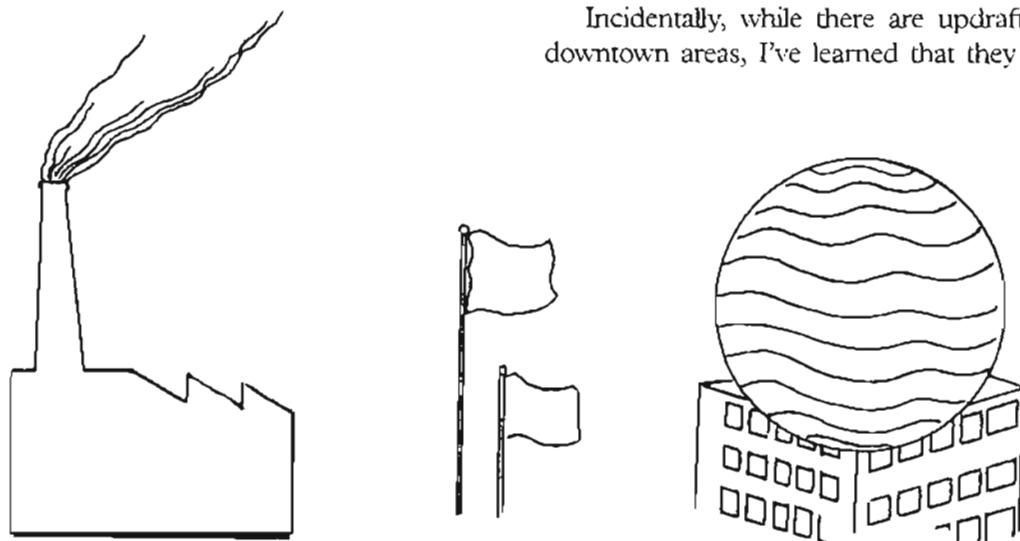 Incidentally, while there are updraft
downtown areas, I've learned that they